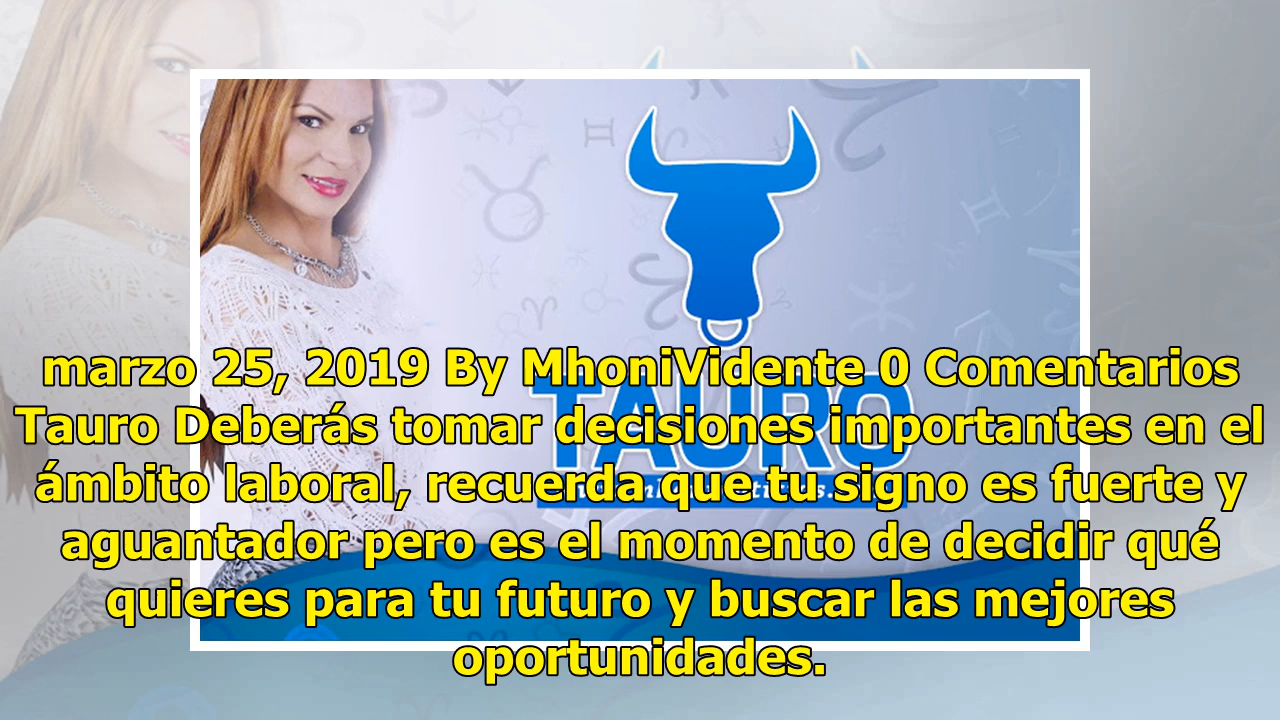 marzo 25, 2019 By MhoniVidente 0 Comentarios
Tauro Deberás tomar decisiones importantes en el
ámbito laboral, recuerda que tu signo es fuerte y
aguantador pero es el momento de decidir qué
quieres para tu futuro y buscar las mejores
oportunidades.
TAURO